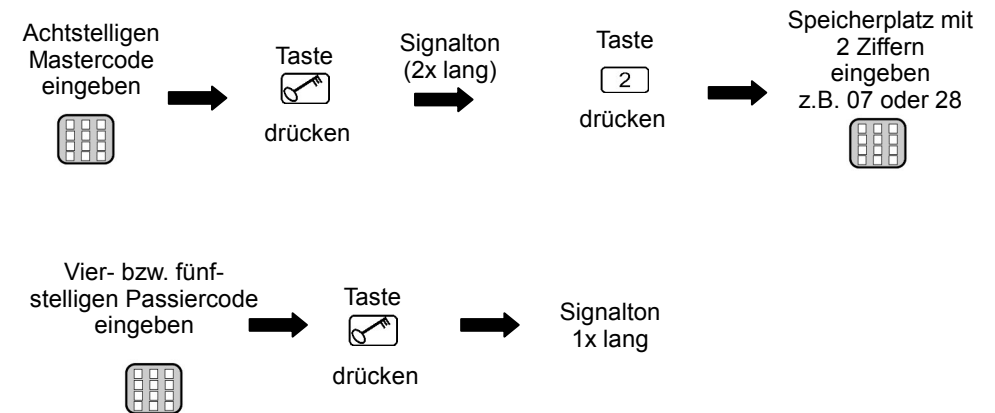 Achtstelligen
Mastercode
eingeben
Taste
drücken
Signalton
(2x lang)
Taste
2
drücken
Speicherplatz mit
2 Ziffern
eingeben
z.B. 07 oder 28
Vier- bzw. fünf-
stelligen Passiercode
eingeben
Taste
drücken
Signalton
1x lang